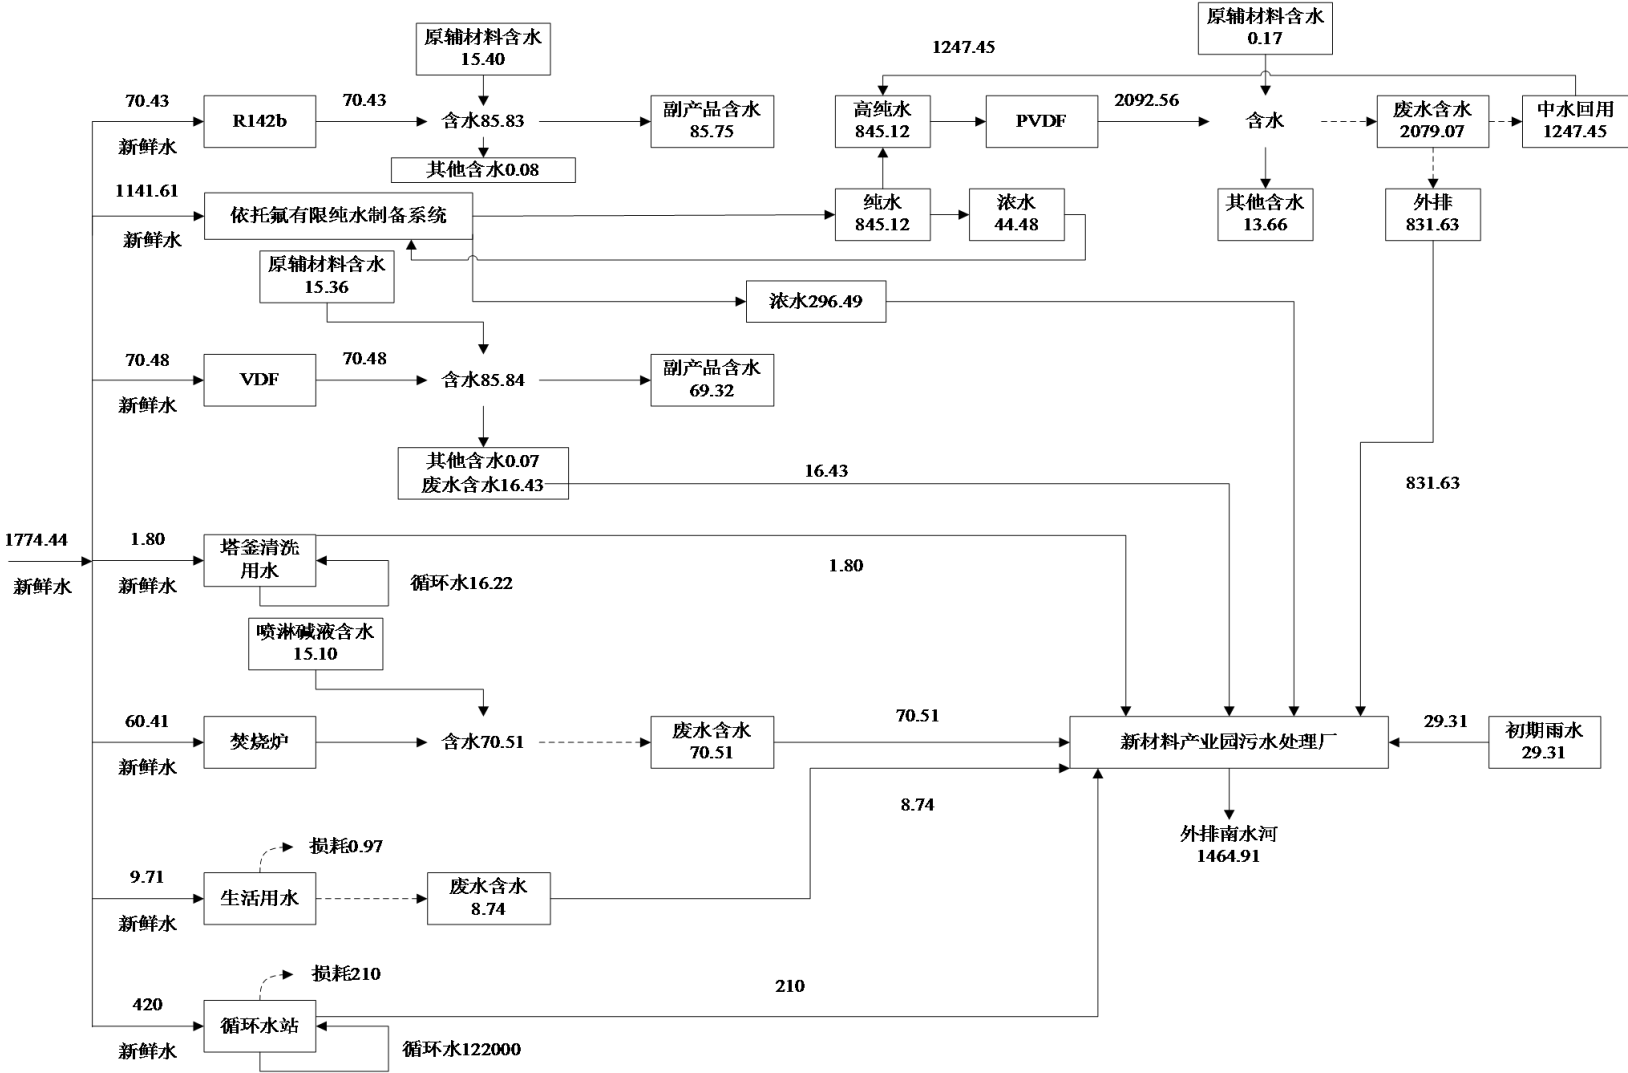 原辅材料含水
15.40
原辅材料含水
0.17
1247.45
70.43
新鲜水
R142b
70.43
含水85.83
副产品含水
85.75
其他含水0.08
高纯水
845.12
PVDF
2092.56
含水
废水含水
2079.07
中水回用
1247.45
1141.61
新鲜水
依托氟有限纯水制备系统
纯水
845.12
浓水
44.48
其他含水
13.66
外排
831.63
原辅材料含水
15.36
浓水296.49
70.48
新鲜水
VDF
70.48
含水85.84
副产品含水
69.32
其他含水0.07
废水含水16.43
16.43
831.63
1774.44
新鲜水
1.80
新鲜水
塔釜清洗
用水
循环水16.22
1.80
喷淋碱液含水
15.10
60.41
新鲜水
焚烧炉
含水70.51
废水含水
70.51
70.51
新材料产业园污水处理厂
29.31
初期雨水
29.31
8.74
外排南水河
1464.91
损耗0.97
9.71
新鲜水
生活用水
废水含水
8.74
损耗210
420
新鲜水
循环水站
210
循环水122000